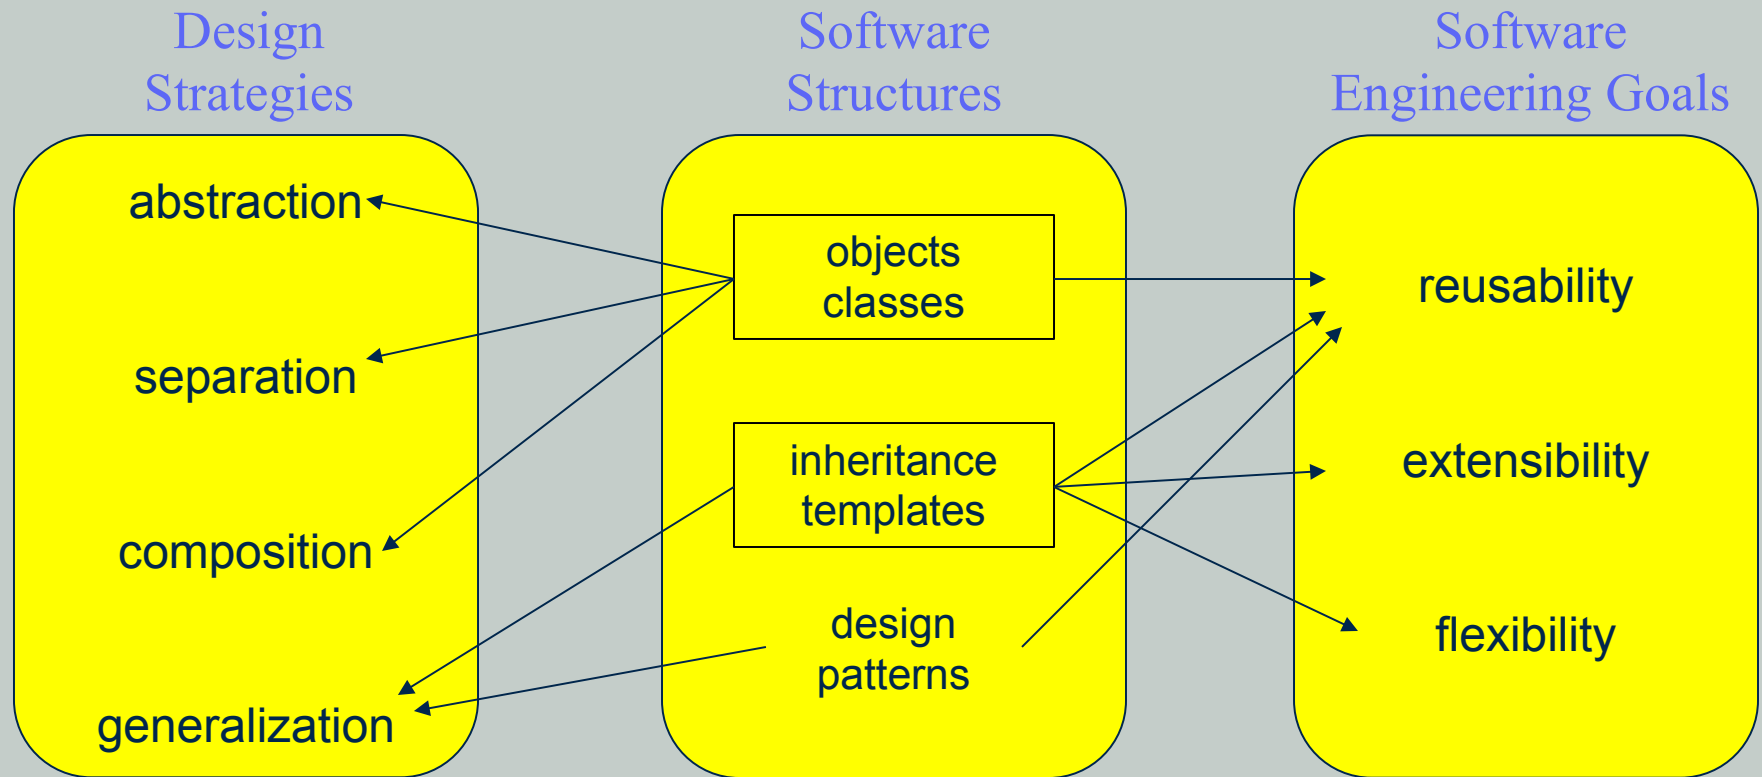 Design
Strategies
Software
Structures
Software
Engineering Goals
abstraction
separation
composition
generalization
objects
classes
inheritance
templates
design
patterns
reusability
extensibility
flexibility